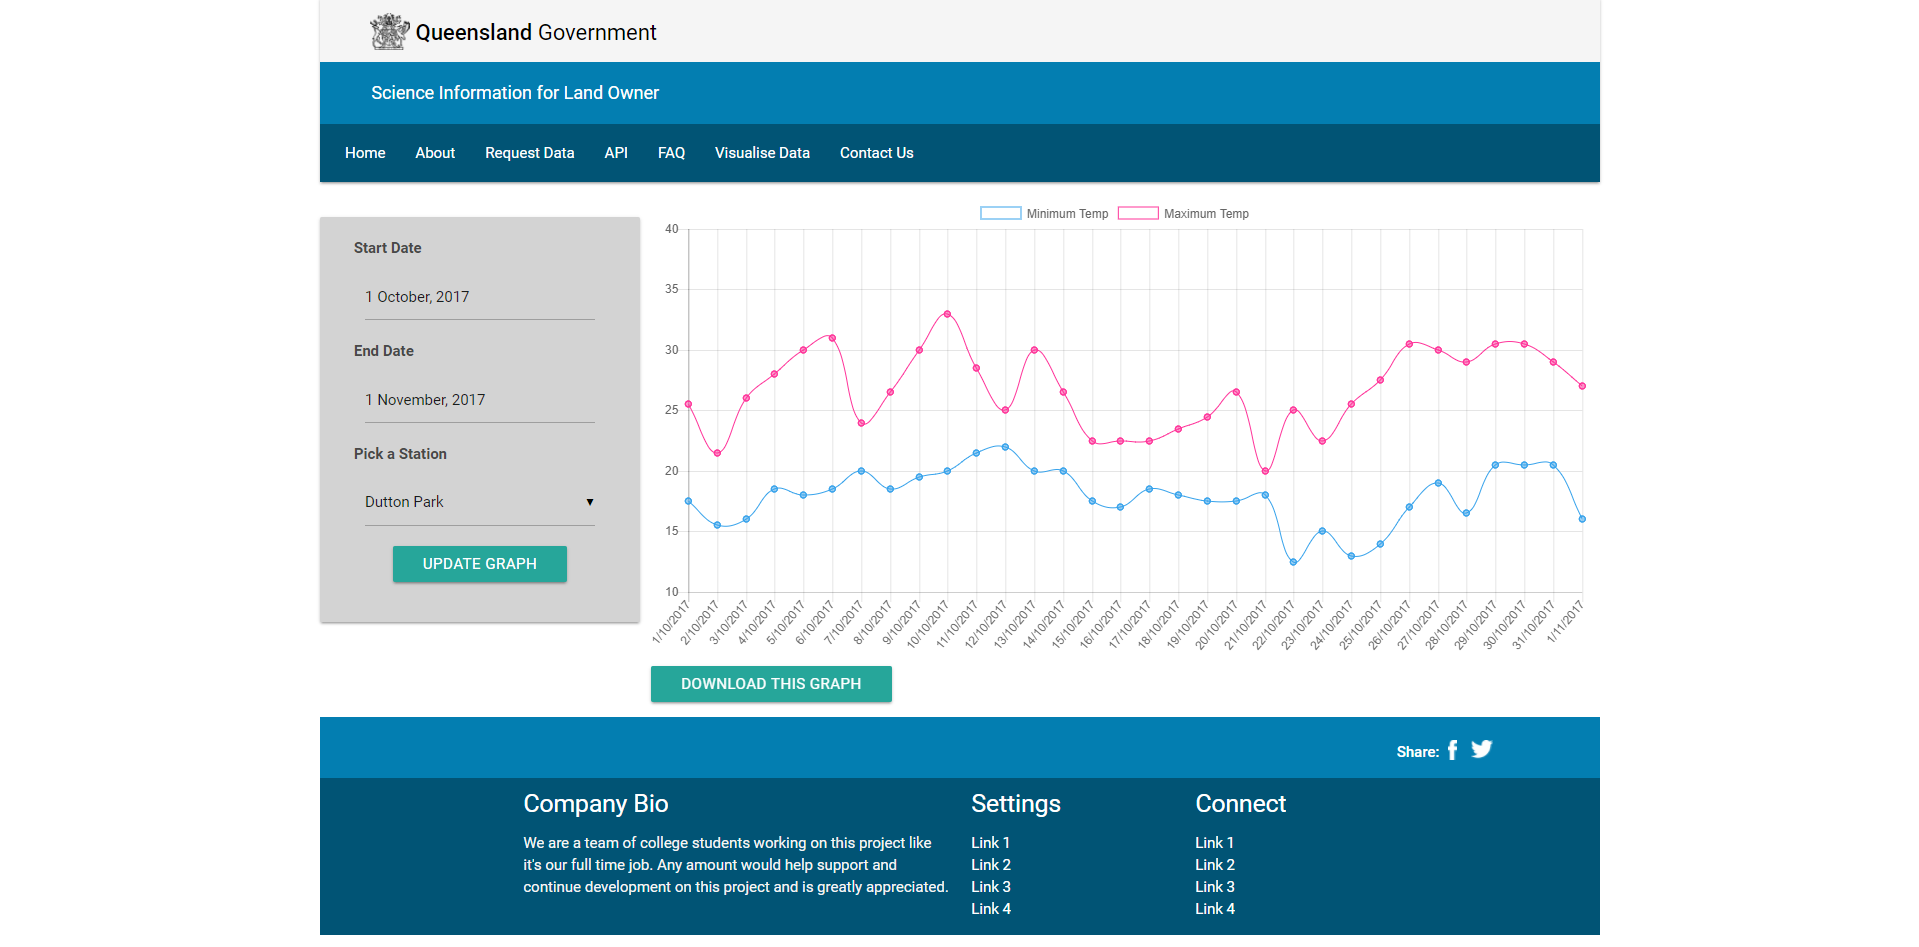 Queensland Government
Science Information for Land Owner
Home About Request Data API FAQ Visualise Data Contact Us
Start Date
1 October, 2017
End Date
1 November, 2017
Pick a Station
Dutton Park ▼
UPDATE GRAPH
Minimum Temp Maximum Temp
40
35
30
25
20
15
10
1/10/2017 2/10/2017 3/10/2017 4/10/2017 5/10/2017 6/10/2017 7/10/2017 8/10/2017 9/10/2017 10/10/2017 11/10/2017 12/10/2017 13/10/2017 14/10/2017 15/10/2017 16/10/2017 17/10/2017 18/10/2017 19/10/2017 20/10/2017 21/10/2017 22/10/2017 23/10/2017 24/10/2017 25/10/2017 26/10/2017 27/10/2017 28/10/2017 29/10/2017 30/10/2017 31/10/2017 1/11/2017
DOWNLOAD THIS GRAPH
Share:
Company Bio
We are a team of college students working on this project like
it's our full time job. Any amount would help support and
continue development on this project and is greatly appreciated.
Settings
Link 1
Link 2
Link 3
Link 4
Connect
Link 1
Link 2
Link 3
Link 4